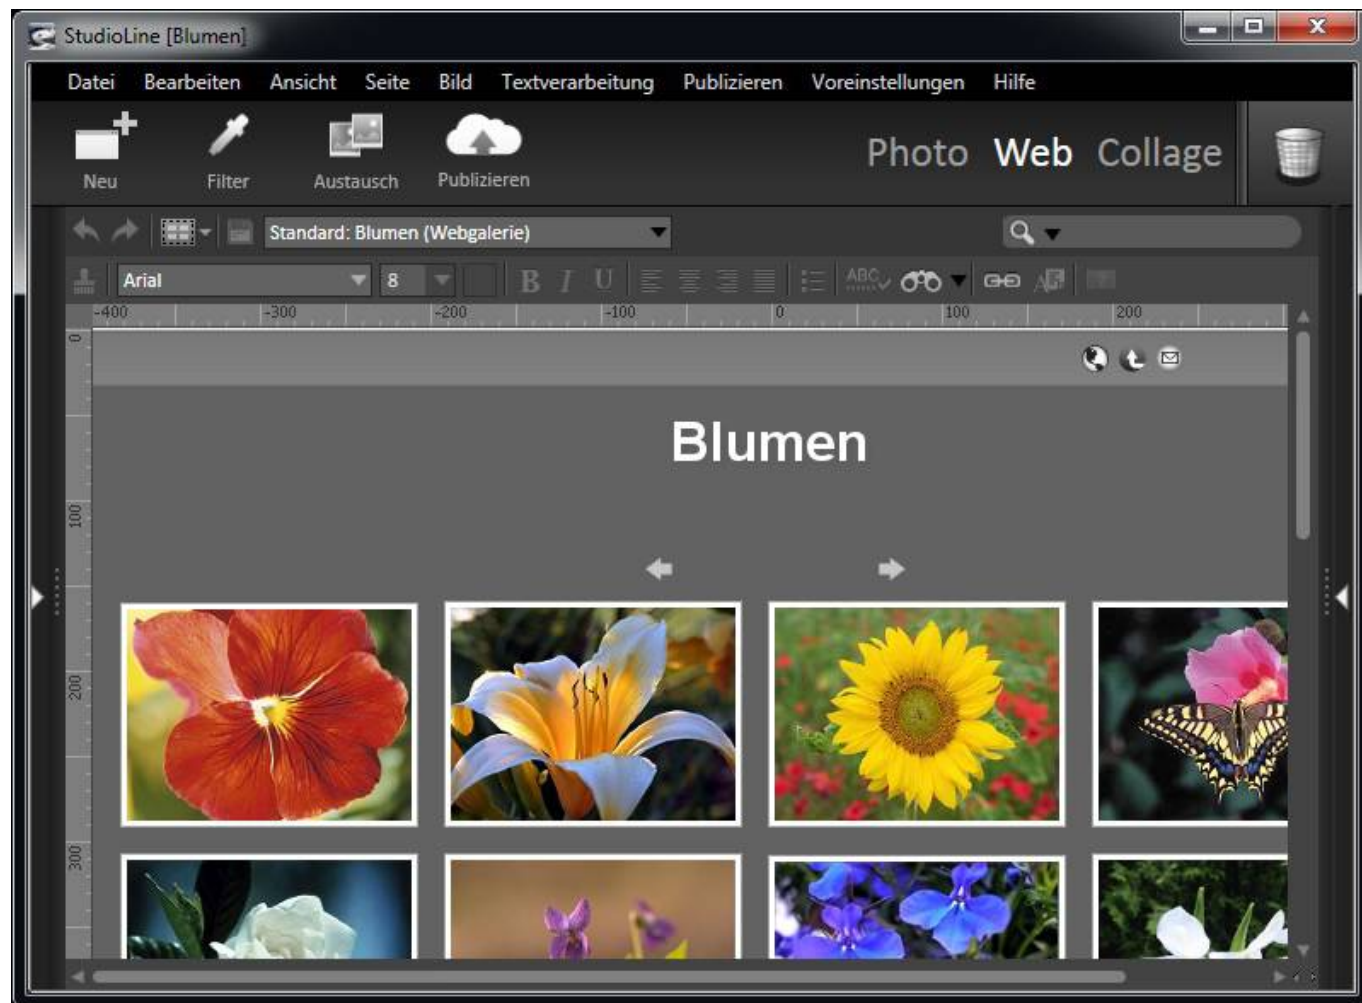 StudioLine [Blumen]
Datei Bearbeiten Ansicht Seite Bild Textverarbeitung Publizieren Voreinstellungen Hilfe
Neu Filter Austausch Publizieren
Photo Web Collage
Standard: Blumen (Webgalerie)
Arial 8 B I U ABC
-400 -300 -200 -100 0 100 200
0
Blumen
100
200
300